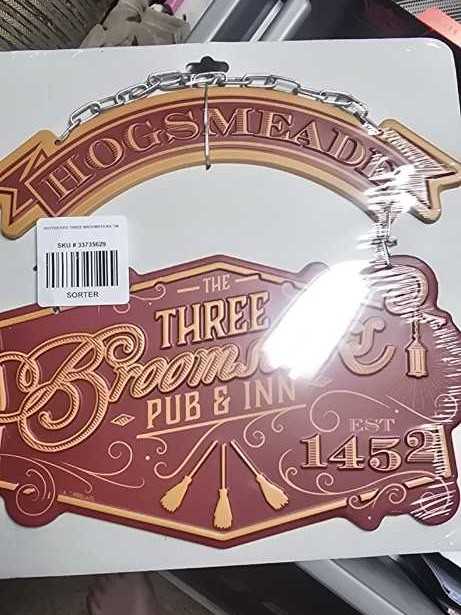 HOGSMEADE
SKU # 33735629
SORTER
THE
THREE
PUB & INN
EST
1452